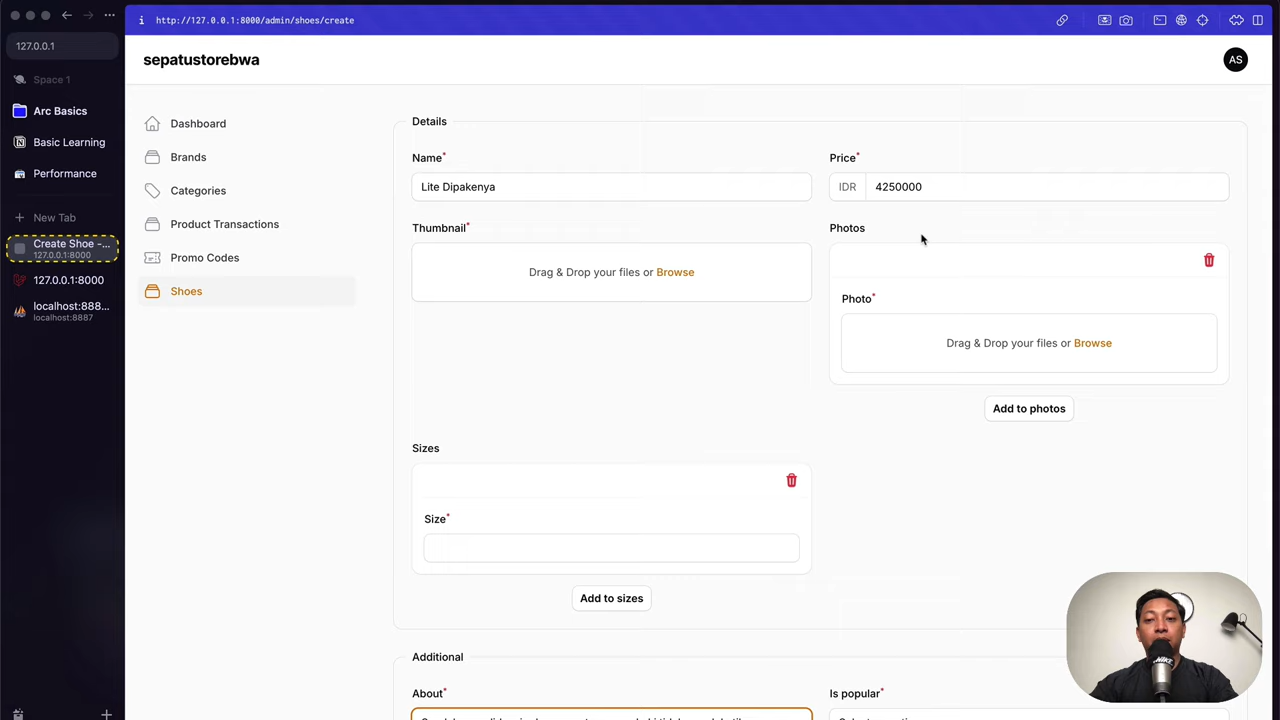 http://127.0.0.1:8000/admin/shoes/create
127.0.0.1
Space 1
Arc Basics
Basic Learning
Performance
New Tab
Create Shoe -...
127.0.0.1:8000
127.0.0.1:8000
localhost:888...
localhost:8887
sepatustorebwa
AS
Dashboard
Brands
Categories
Product Transactions
Promo Codes
Shoes
Details
Name*
Lite Dipakenya
Price*
IDR 4250000
Thumbnail*
Drag & Drop your files or Browse
Photos
Photo*
Drag & Drop your files or Browse
Add to photos
Sizes
Size*
Add to sizes
Additional
About*
Is popular*
NIKE